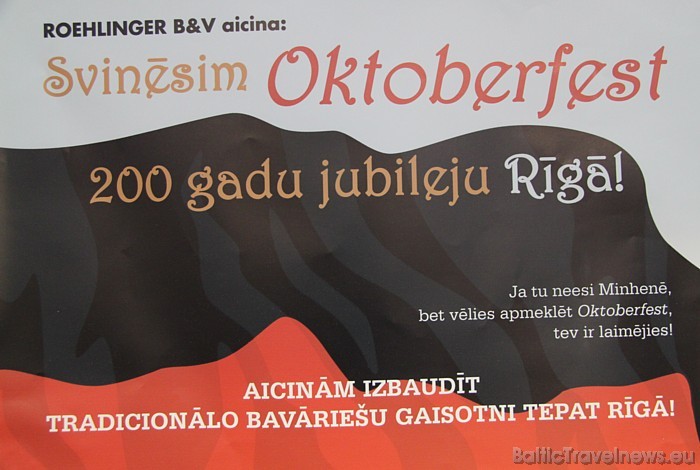 ROEHLINGER B&V aicina:
Svinēsim Oktoberfest
200 gadu jubileju Rīgā!
Ja tu neesi Minhenē,
bet vēlies apmeklēt Oktoberfest,
tev ir laimējies!
AICINĀM IZBAUDĪT
TRADICIONĀLO BAVĀRIEŠU GAISOTNI TEPAT RĪGĀ!
BalticTravelnews.eu